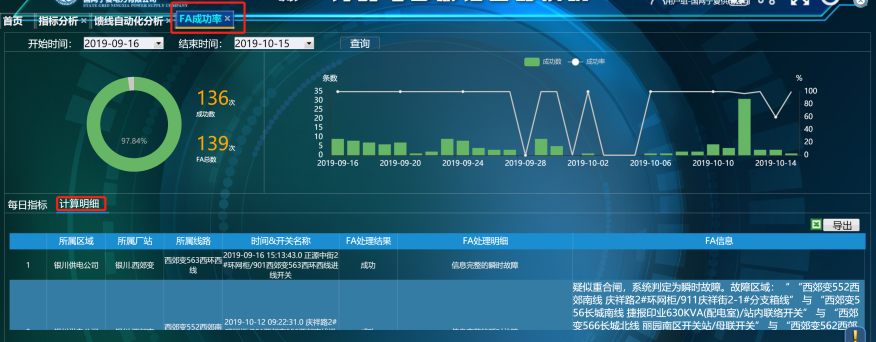 STATE GRID NINGXIA POWER SUPPLY COMPANY
首页 指标分析 × 馈线自动化分析 × FA成功率 ×
开始时间: 2019-09-16 结束时间: 2019-10-15 查询
成功数 成功率
条数 %
136次
成功数
139次
FA总数
97.84%
35 30 25 20 15 10 5 0
100 80 60 40 20 0
2019-09-16 2019-09-20 2019-09-24 2019-09-28 2019-10-02 2019-10-06 2019-10-10 2019-10-14
每日指标 计算明细
导出
所属区域 所属厂站 所属线路 时间&开关名称 FA处理结果 FA处理明细 FA信息
1 银川供电公司 银川.西郊变 西郊变563西环西线 2019-09-16 15:13:43.0 正源中街2#环网柜/901西郊变563西环西线进线开关 成功 信息完整的瞬时故障
西郊变552西郊南 2019-10-12 09:22:31.0 庆祥路2#
疑似重合闸，系统判定为瞬时故障。故障区域： “ “西郊变552西
郊南线 庆祥路2#环网柜/911庆祥街2-1#分支箱线” 与 “西郊变5
56长城南线 捷报印业630KVA(配电室)/站内联络开关” 与 “西郊
变566长城北线 丽园南区开关站/母联开关” 与 “西郊变562西郊